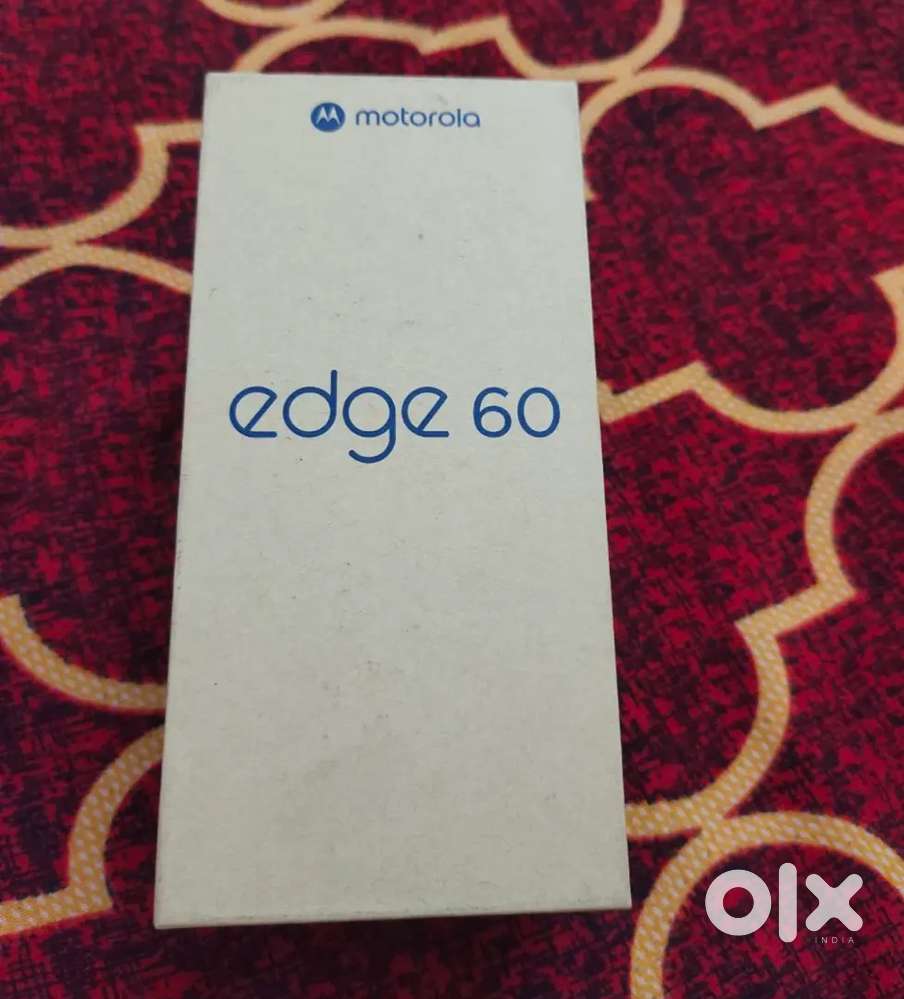 motorola
edge 60
olx
INDIA